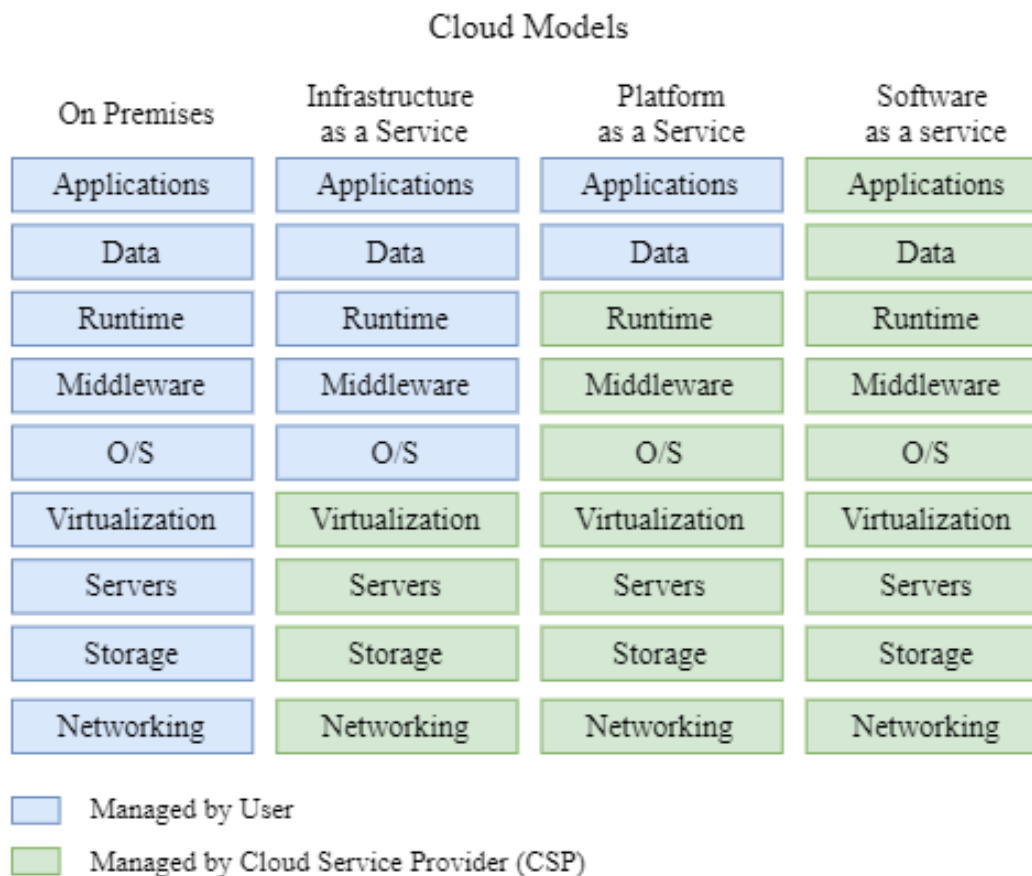 Cloud Models
On Premises
Infrastructure
as a Service
Platform
as a Service
Software
as a service
Applications
Applications
Applications
Applications
Data
Data
Data
Data
Runtime
Runtime
Runtime
Runtime
Middleware
Middleware
Middleware
Middleware
O/S
O/S
O/S
O/S
Virtualization
Virtualization
Virtualization
Virtualization
Servers
Servers
Servers
Servers
Storage
Storage
Storage
Storage
Networking
Networking
Networking
Networking
Managed by User
Managed by Cloud Service Provider (CSP)